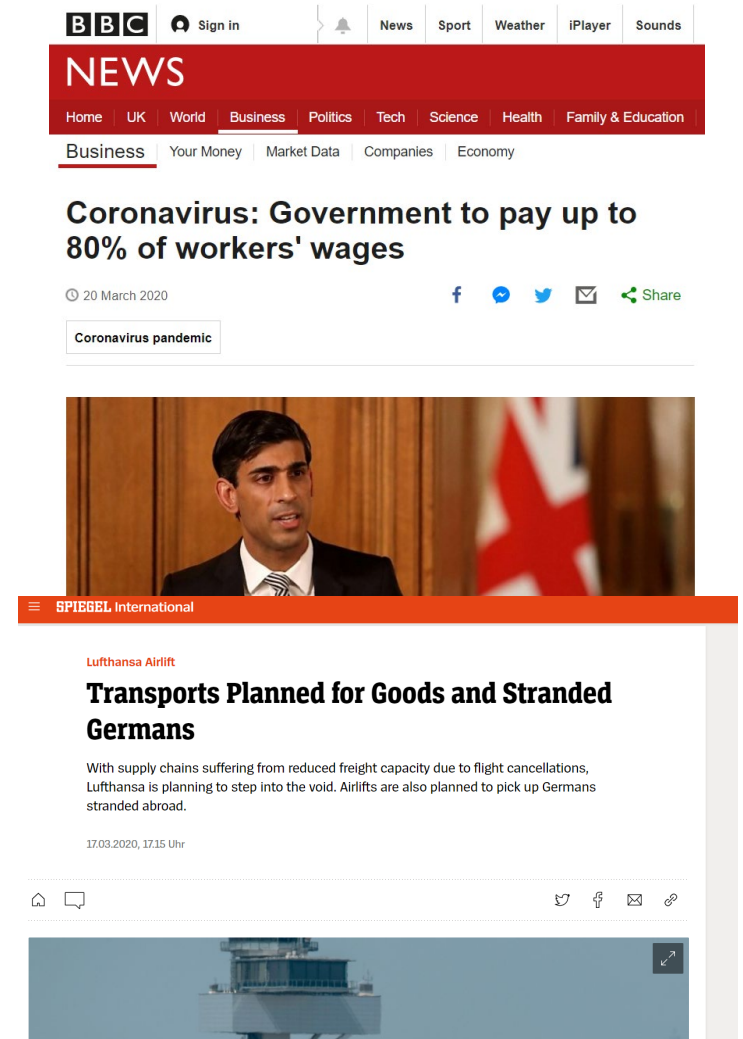 BBC Sign in News Sport Weather iPlayer Sounds
NEWS
Home UK World Business Politics Tech Science Health Family & Education
Business Your Money Market Data Companies Economy
Coronavirus: Government to pay up to
80% of workers' wages
20 March 2020 Share
Coronavirus pandemic
SPIEGEL International
Lufthansa Airlift
Transports Planned for Goods and Stranded
Germans
With supply chains suffering from reduced freight capacity due to flight cancellations,
Lufthansa is planning to step into the void. Airlifts are also planned to pick up Germans
stranded abroad.
17.03.2020, 17.15 Uhr